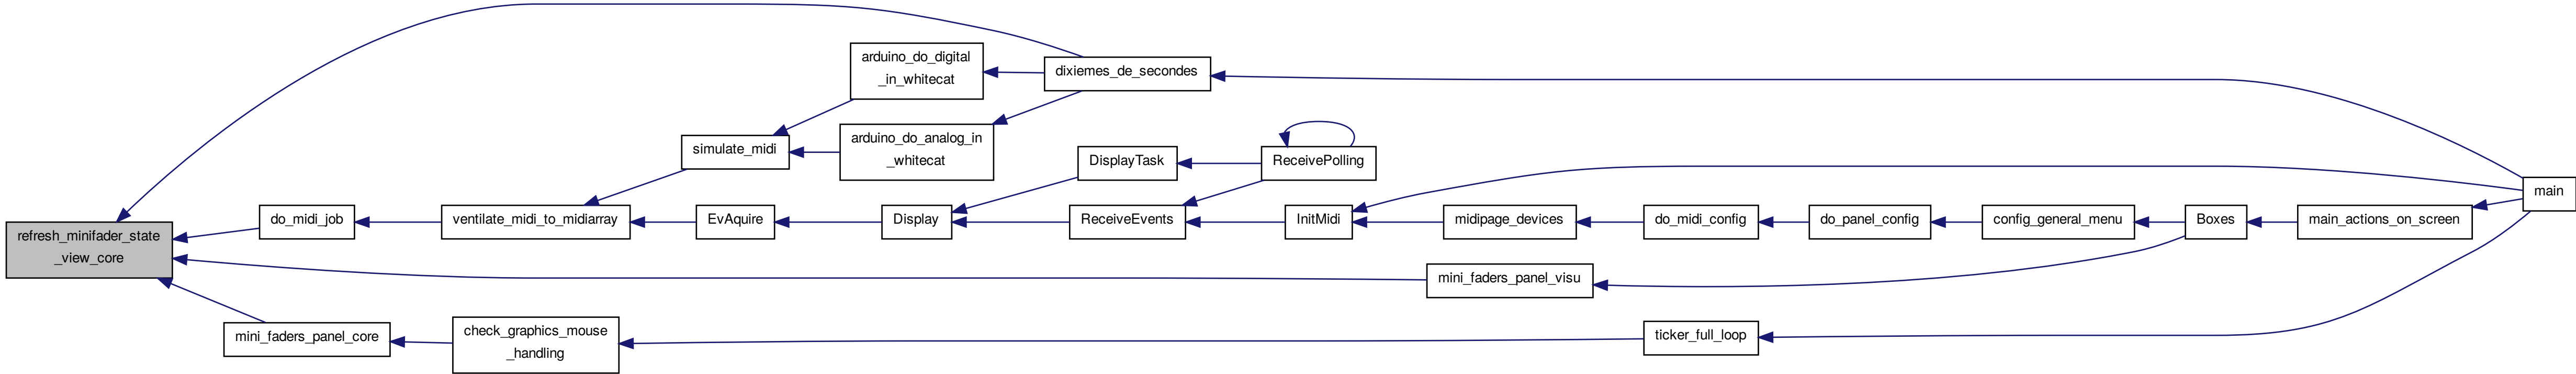 refresh_minifader_state
_view_core
do_midi_job
mini_faders_panel_core
ventilate_midi_to_midiarray
check_graphics_mouse
_handling
simulate_midi
EvAquire
arduino_do_digital
_in_whitecat
arduino_do_analog_in
_whitecat
Display
dixiemes_de_secondes
DisplayTask
ReceiveEvents
ReceivePolling
InitMidi
midipage_devices
mini_faders_panel_visu
do_midi_config
ticker_full_loop
do_panel_config
config_general_menu
Boxes
main_actions_on_screen
main